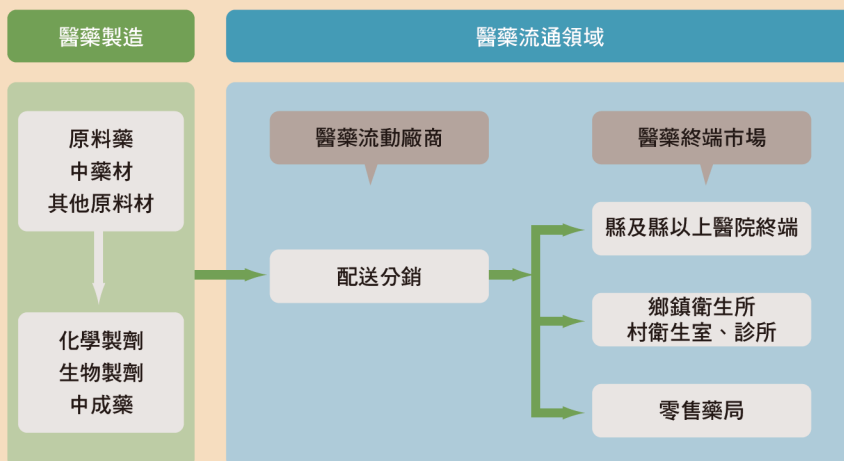 醫藥製造
醫藥流通領域
原料藥
中藥材
其他原料材
化學製劑
生物製劑
中成藥
醫藥流動廠商
配送分銷
醫藥終端市場
縣及縣以上醫院終端
鄉鎮衛生所
村衛生室、診所
零售藥局